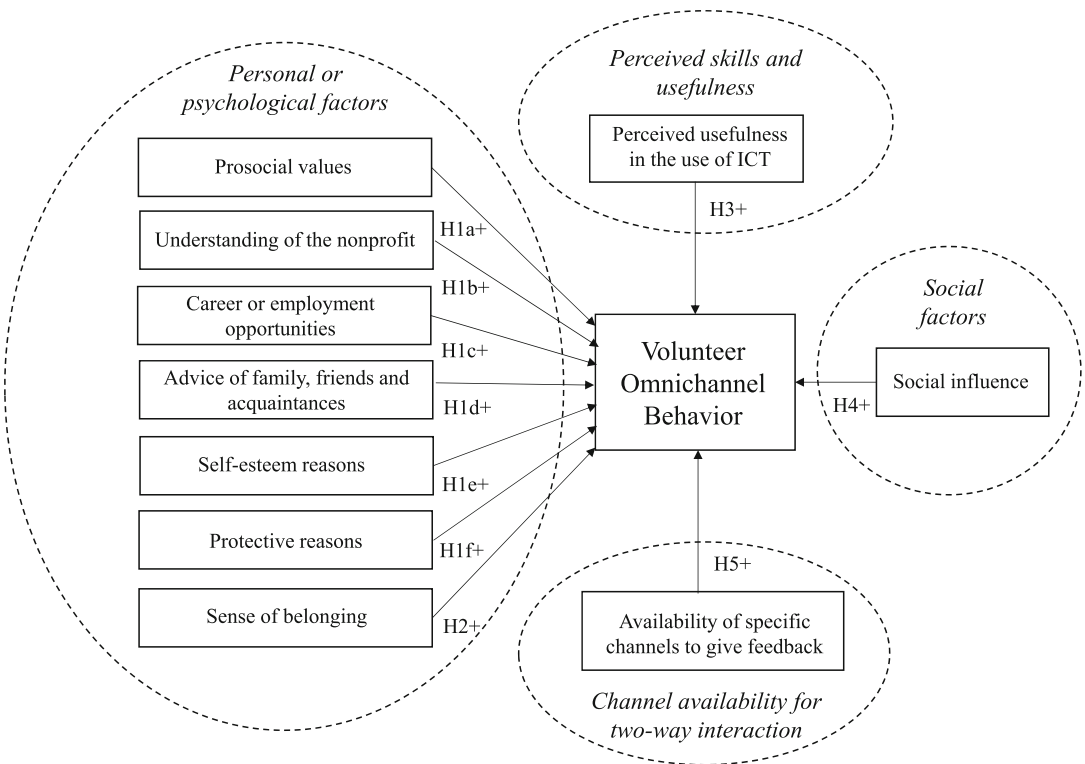 Personal or
psychological factors
Prosocial values
H1a+
Understanding of the nonprofit
H1b+
Career or employment
opportunities
H1c+
Advice of family, friends and
acquaintances
H1d+
Self-esteem reasons
H1e+
Protective reasons
H1f+
Sense of belonging
H2+
Perceived skills and
usefulness
Perceived usefulness
in the use of ICT
H3+
Volunteer
Omnichannel
Behavior
Social
factors
Social influence
H4+
H5+
Availability of specific
channels to give feedback
Channel availability for
two-way interaction